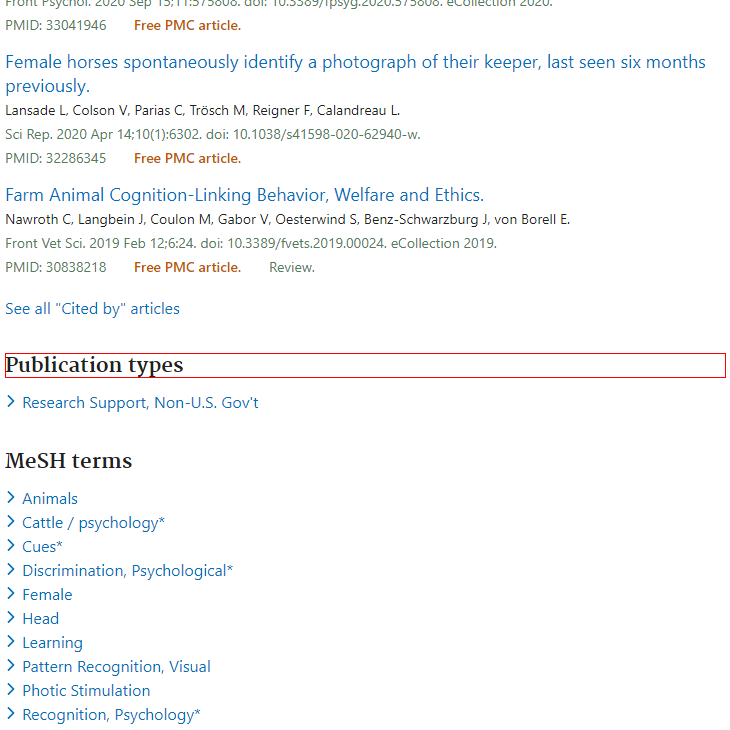 Front Psychol. 2020 Sep 15;11:575808. doi: 10.3389/fpsyg.2020.575808. eCollection 2020.
PMID: 33041946 Free PMC article.
Female horses spontaneously identify a photograph of their keeper, last seen six months
previously.
Lansade L, Colson V, Parias C, Trösch M, Reigner F, Calandreau L.
Sci Rep. 2020 Apr 14;10(1):6302. doi: 10.1038/s41598-020-62940-w.
PMID: 32286345 Free PMC article.
Farm Animal Cognition-Linking Behavior, Welfare and Ethics.
Nawroth C, Langbein J, Coulon M, Gabor V, Oesterwind S, Benz-Schwarzburg J, von Borell E.
Front Vet Sci. 2019 Feb 12;6:24. doi: 10.3389/fvets.2019.00024. eCollection 2019.
PMID: 30838218 Free PMC article. Review.
See all "Cited by" articles
Publication types
Research Support, Non-U.S. Gov't
MeSH terms
Animals
Cattle / psychology*
Cues*
Discrimination, Psychological*
Female
Head
Learning
Pattern Recognition, Visual
Photic Stimulation
Recognition, Psychology*